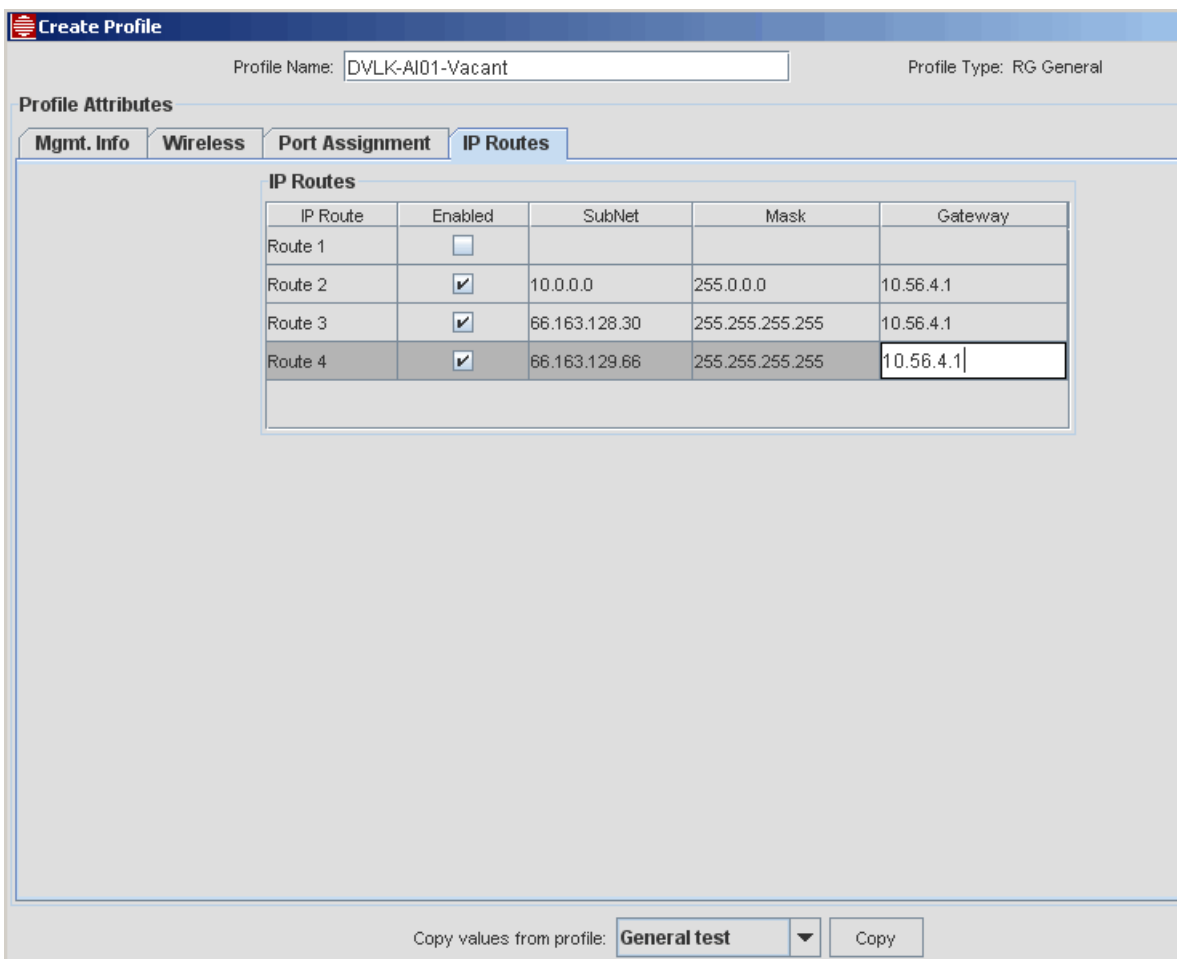 Create Profile
Profile Name: DVLK-AI01-Vacant Profile Type: RG General
Profile Attributes
Mgmt. Info Wireless Port Assignment IP Routes
IP Routes
IP Route Enabled SubNet Mask Gateway
Route 1
Route 2 10.0.0.0 255.0.0.0 10.56.4.1
Route 3 66.163.128.30 255.255.255.255 10.56.4.1
Route 4 66.163.129.66 255.255.255.255 10.56.4.1
Copy values from profile: General test Copy